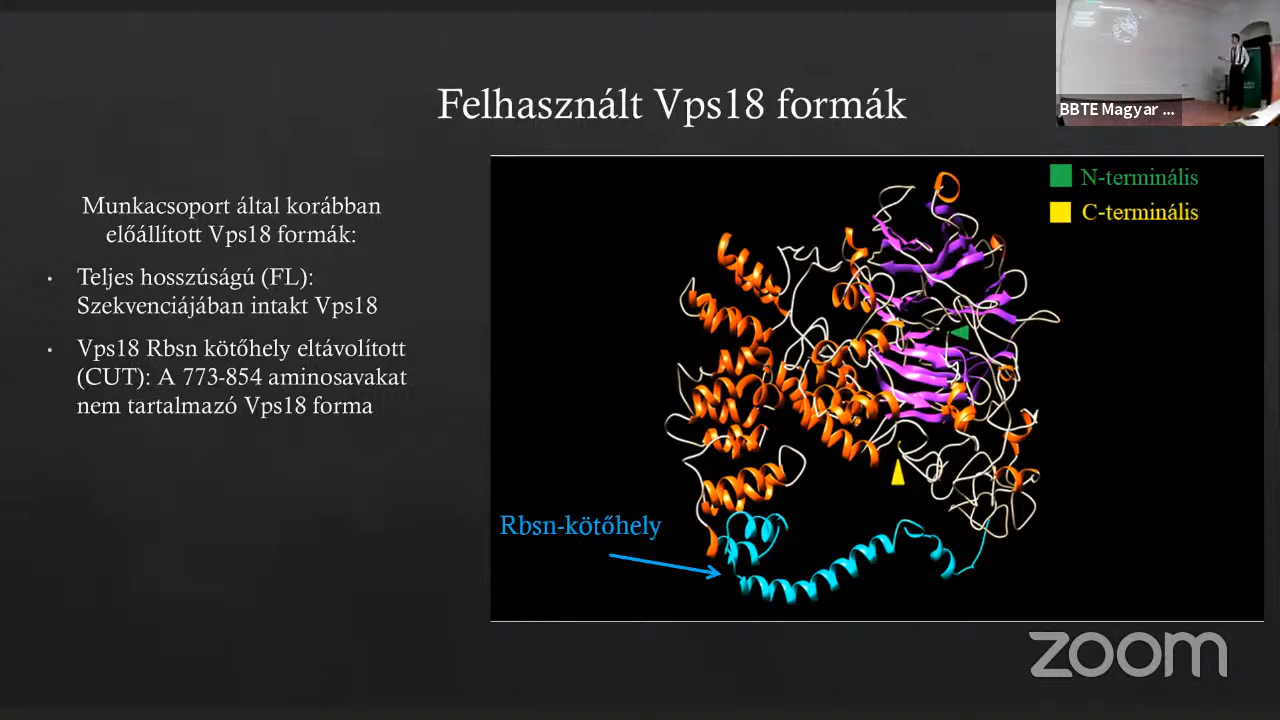 BBTE Magyar ...
Felhasznált Vps18 formák
Munkacsoport által korábban
előállított Vps18 formák:
• Teljes hosszúságú (FL):
Szekvenciájában intakt Vps18
• Vps18 Rbsn kötőhely eltávolított
(CUT): A 773-854 aminosavakat
nem tartalmazó Vps18 forma
N-terminális
C-terminális
Rbsn-kötőhely
zoom